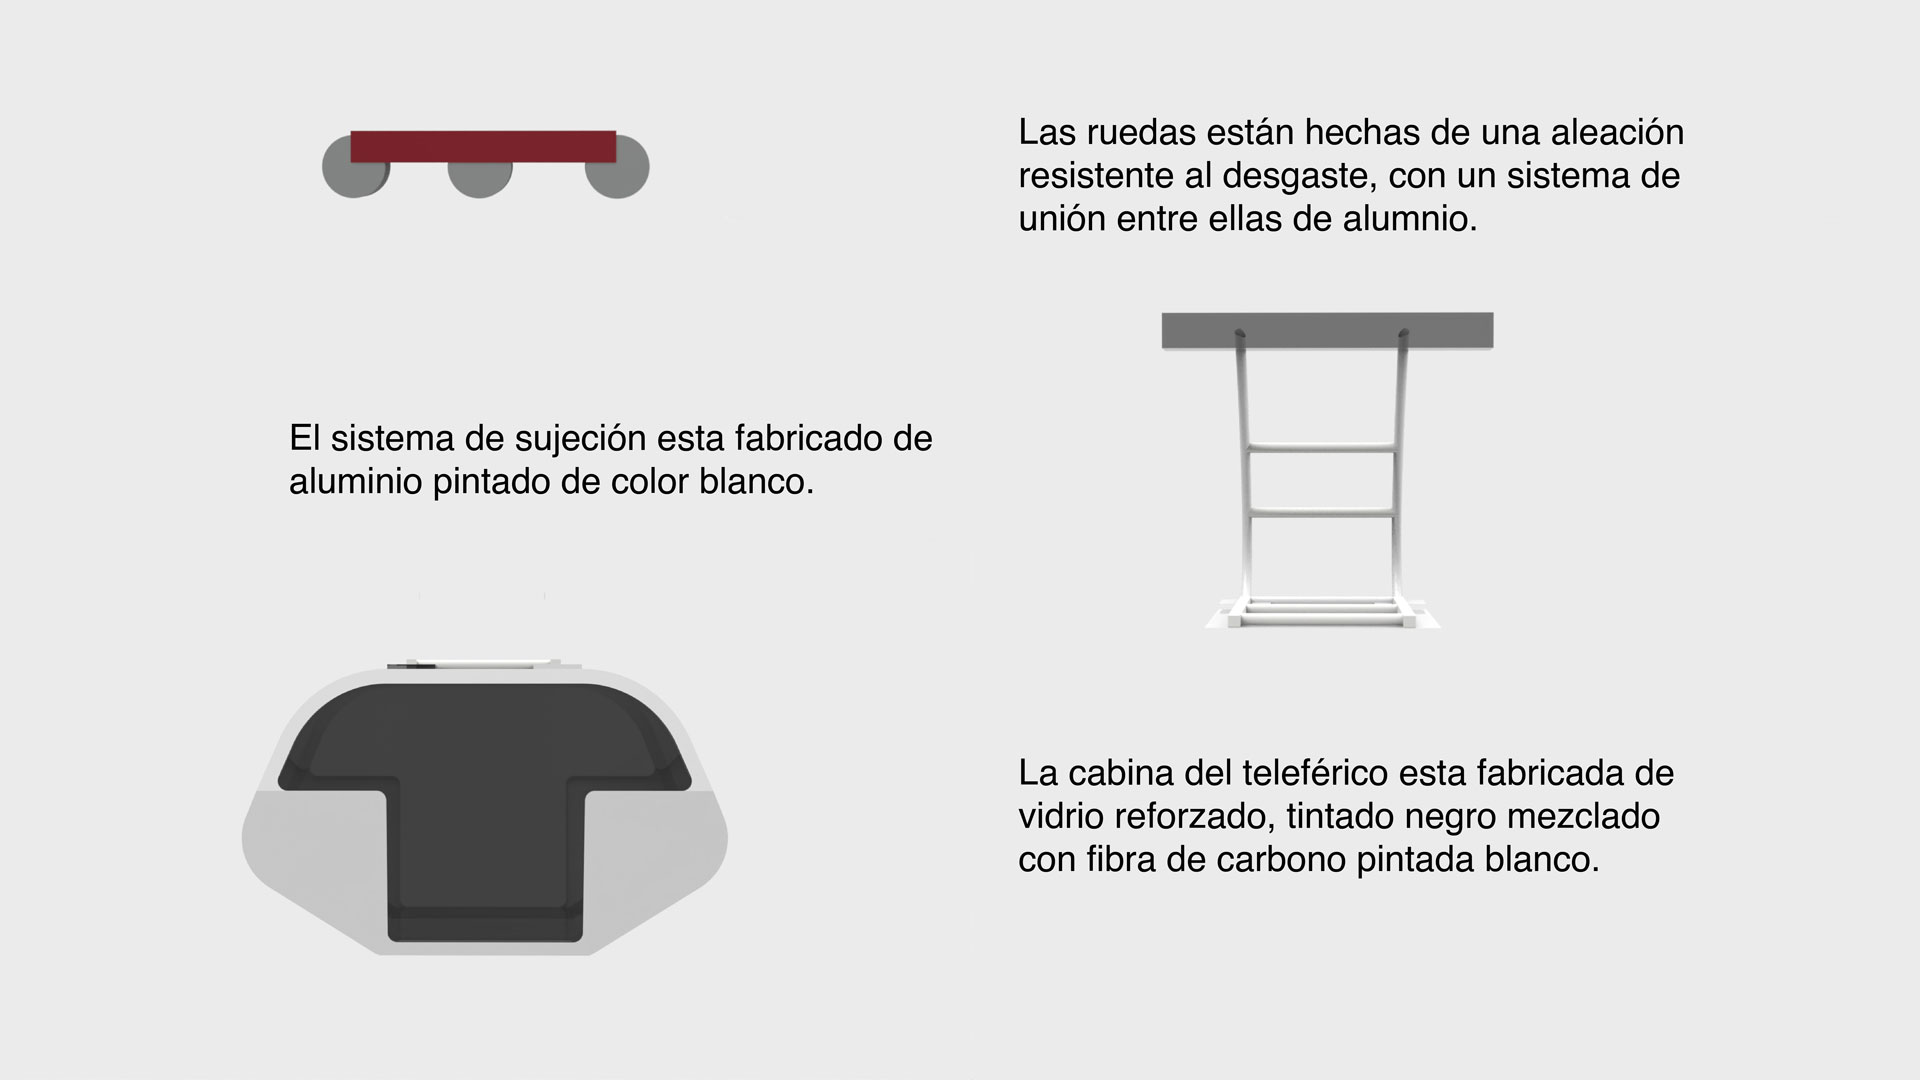 Las ruedas están hechas de una aleación
resistente al desgaste, con un sistema de
unión entre ellas de alumnio.
El sistema de sujeción esta fabricado de
aluminio pintado de color blanco.
La cabina del teleférico esta fabricada de
vidrio reforzado, tintado negro mezclado
con fibra de carbono pintada blanco.